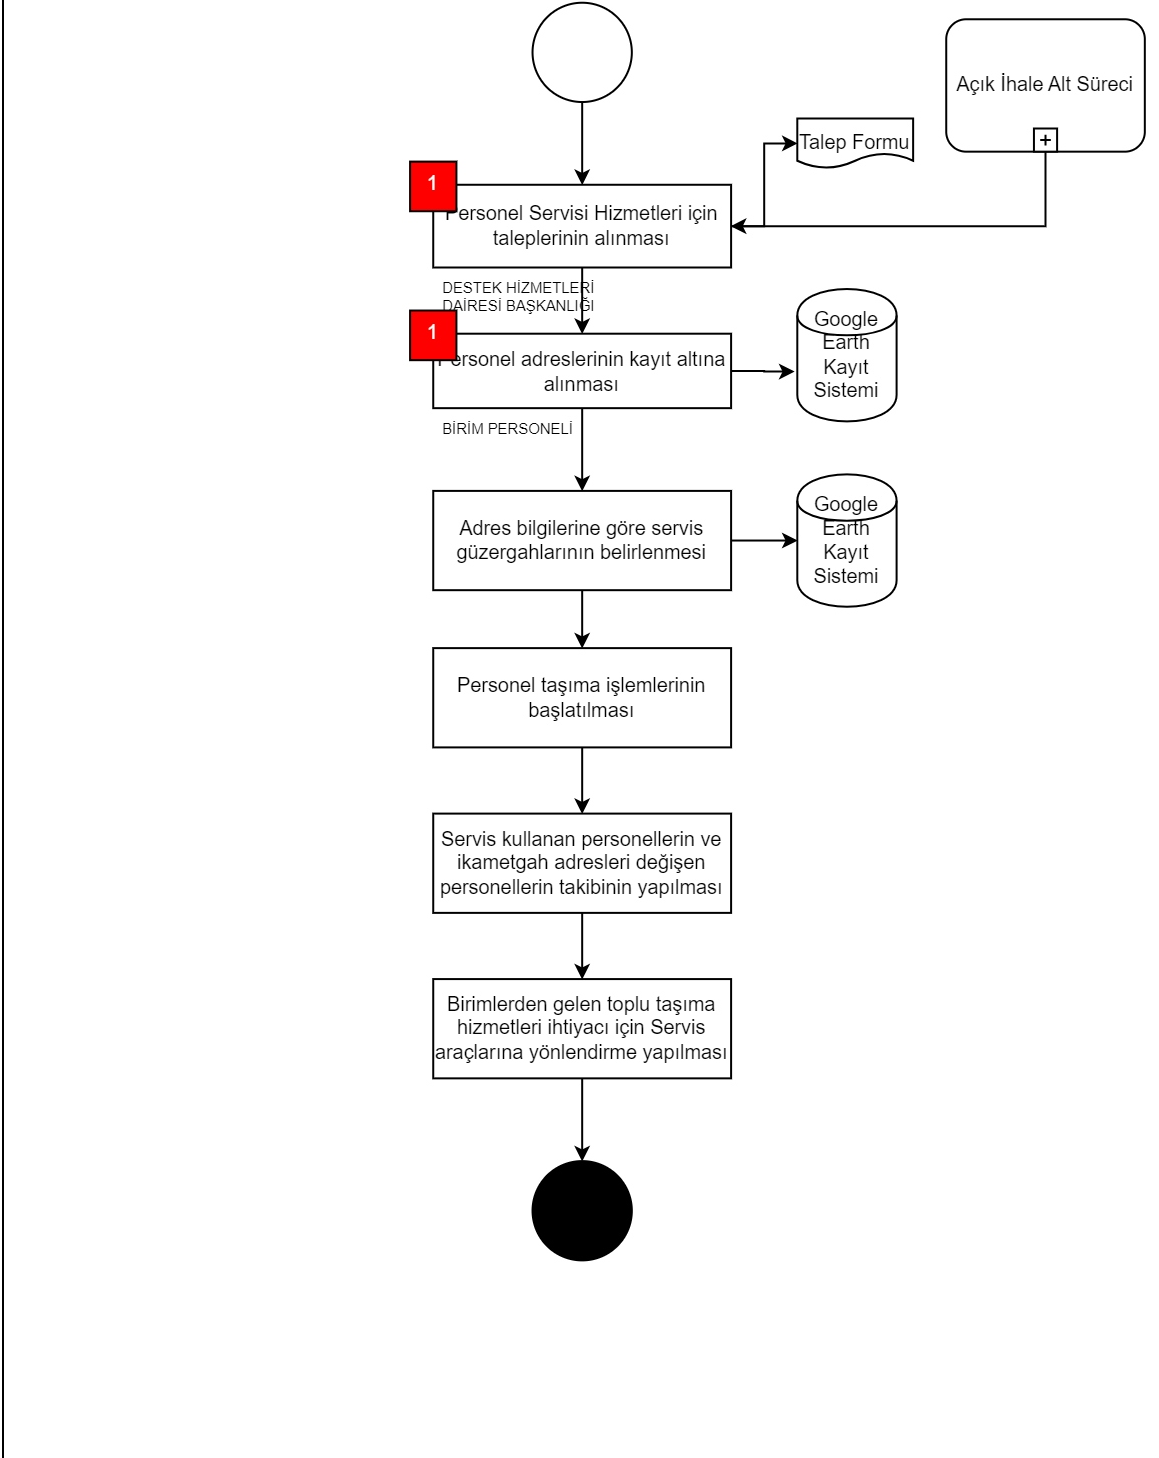 Açık İhale Alt Süreci
+
Talep Formu
1
Personel Servisi Hizmetleri için
taleplerinin alınması
DESTEK HİZMETLERİ
DAİRESİ BAŞKANLIĞI
1
Personel adreslerinin kayıt altına
alınması
Google
Earth
Kayıt
Sistemi
BİRİM PERSONELİ
Adres bilgilerine göre servis
güzergahlarının belirlenmesi
Google
Earth
Kayıt
Sistemi
Personel taşıma işlemlerinin
başlatılması
Servis kullanan personellerin ve
ikametgah adresleri değişen
personellerin takibinin yapılması
Birimlerden gelen toplu taşıma
hizmetleri ihtiyacı için Servis
araçlarına yönlendirme yapılması